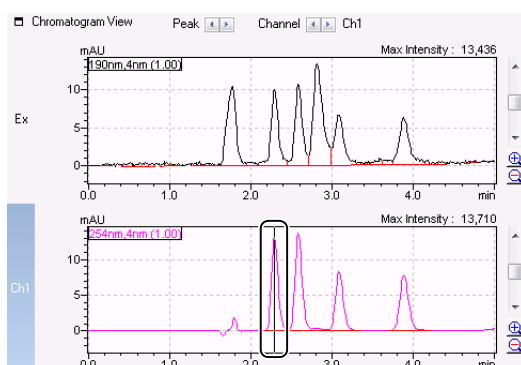 Chromatogram View Peak Channel Ch1
mAU Max Intensity : 13,436
190nm,4nm (1.00)
10
5
0
Ex
0.0 1.0 2.0 3.0 4.0 min
mAU Max Intensity : 13,710
254nm,4nm (1.00)
10
5
0
Ch1
0.0 1.0 2.0 3.0 4.0 min